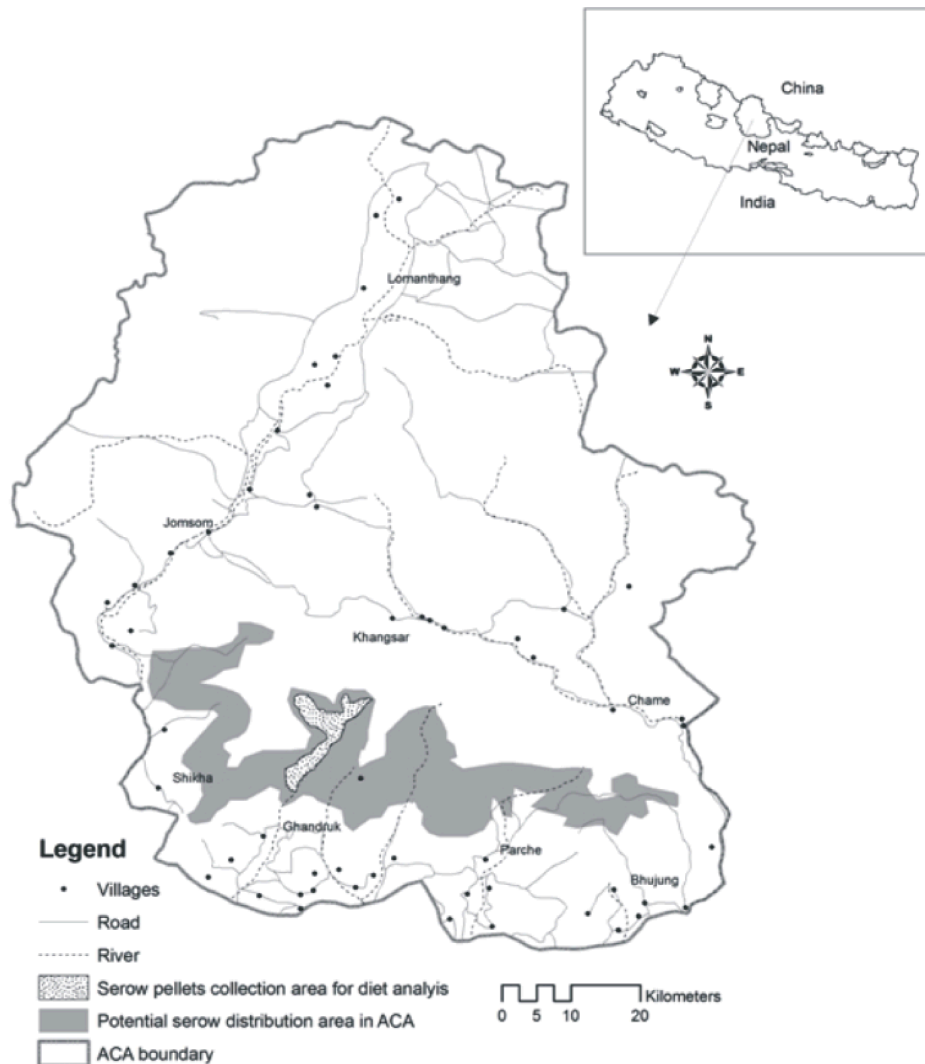 China
Nepal
India
Lomanthang
N
W E
S
Jomsom
Khangsar
Chame
Shikha
Ghandruk
Parche
Bhujung
Legend
Villages
Road
River
Serow pellets collection area for diet analyis
Potential serow distribution area in ACA
ACA boundary
Kilometers
0 5 10 20